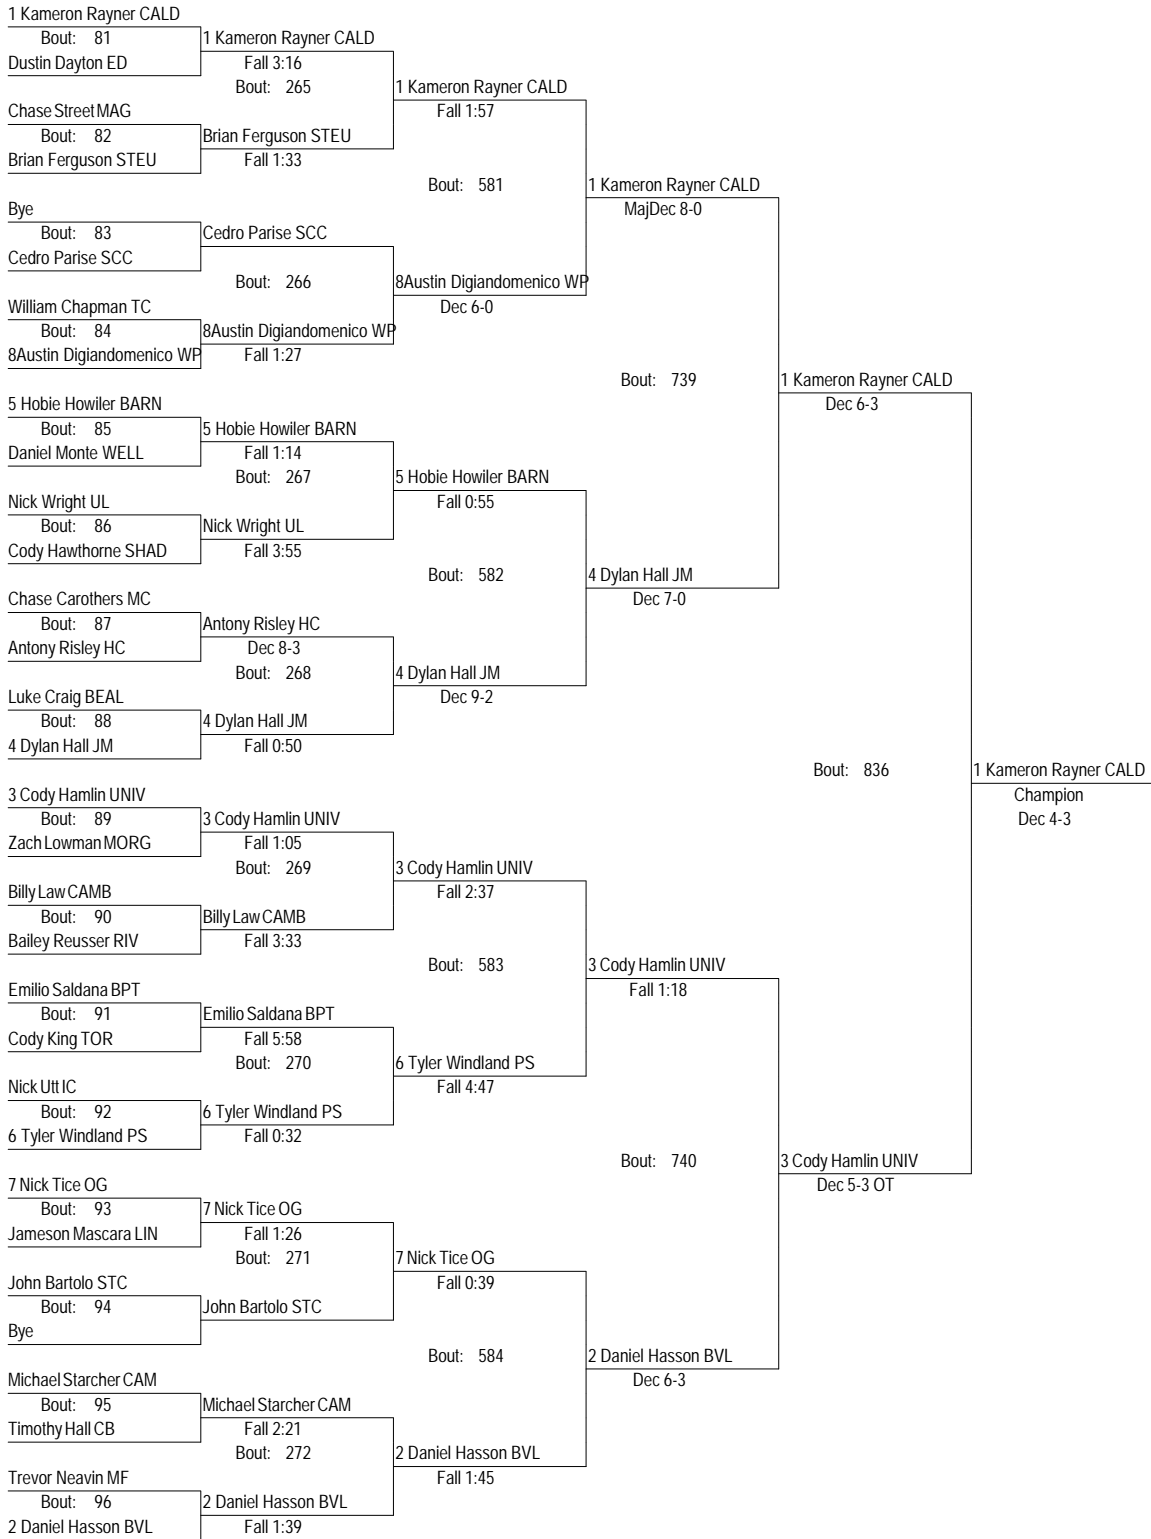 1 Kameron Rayner CALD
Bout: 81
Dustin Dayton ED
Chase Street MAG
Bout: 82
Brian Ferguson STEU
Bye
Bout: 83
Cedro Parise SCC
William Chapman TC
Bout: 84
8Austin Digiandomenico WP
5 Hobie Howiler BARN
Bout: 85
Daniel Monte WELL
Nick Wright UL
Bout: 86
Cody Hawthorne SHAD
Chase Carothers MC
Bout: 87
Antony Risley HC
Luke Craig BEAL
Bout: 88
4 Dylan Hall JM
3 Cody Hamlin UNIV
Bout: 89
Zach Lowman MORG
Billy Law CAMB
Bout: 90
Bailey Reusser RIV
Emilio Saldana BPT
Bout: 91
Cody King TOR
Nick Utt IC
Bout: 92
6 Tyler Windland PS
7 Nick Tice OG
Bout: 93
Jameson Mascara LIN
John Bartolo STC
Bout: 94
Bye
Michael Starcher CAM
Bout: 95
Timothy Hall CB
Trevor Neavin MF
Bout: 96
2 Daniel Hasson BVL
1 Kameron Rayner CALD
Fall 3:16
Bout: 265
Brian Ferguson STEU
Fall 1:33
Cedro Parise SCC
Bout: 266
8Austin Digiandomenico WP
Fall 1:27
5 Hobie Howiler BARN
Fall 1:14
Bout: 267
Nick Wright UL
Fall 3:55
Antony Risley HC
Dec 8-3
Bout: 268
4 Dylan Hall JM
Fall 0:50
3 Cody Hamlin UNIV
Fall 1:05
Bout: 269
Billy Law CAMB
Fall 3:33
Emilio Saldana BPT
Fall 5:58
Bout: 270
6 Tyler Windland PS
Fall 0:32
7 Nick Tice OG
Fall 1:26
Bout: 271
John Bartolo STC
Michael Starcher CAM
Fall 2:21
Bout: 272
2 Daniel Hasson BVL
Fall 1:39
1 Kameron Rayner CALD
Fall 1:57
Bout: 581
8Austin Digiandomenico WP
Dec 6-0
5 Hobie Howiler BARN
Fall 0:55
Bout: 582
4 Dylan Hall JM
Dec 9-2
3 Cody Hamlin UNIV
Fall 2:37
Bout: 583
6 Tyler Windland PS
Fall 4:47
7 Nick Tice OG
Fall 0:39
Bout: 584
2 Daniel Hasson BVL
Fall 1:45
1 Kameron Rayner CALD
MajDec 8-0
Bout: 739
4 Dylan Hall JM
Dec 7-0
3 Cody Hamlin UNIV
Fall 1:18
Bout: 740
2 Daniel Hasson BVL
Dec 6-3
1 Kameron Rayner CALD
Dec 6-3
Bout: 836
3 Cody Hamlin UNIV
Dec 5-3 OT
1 Kameron Rayner CALD
Champion
Dec 4-3